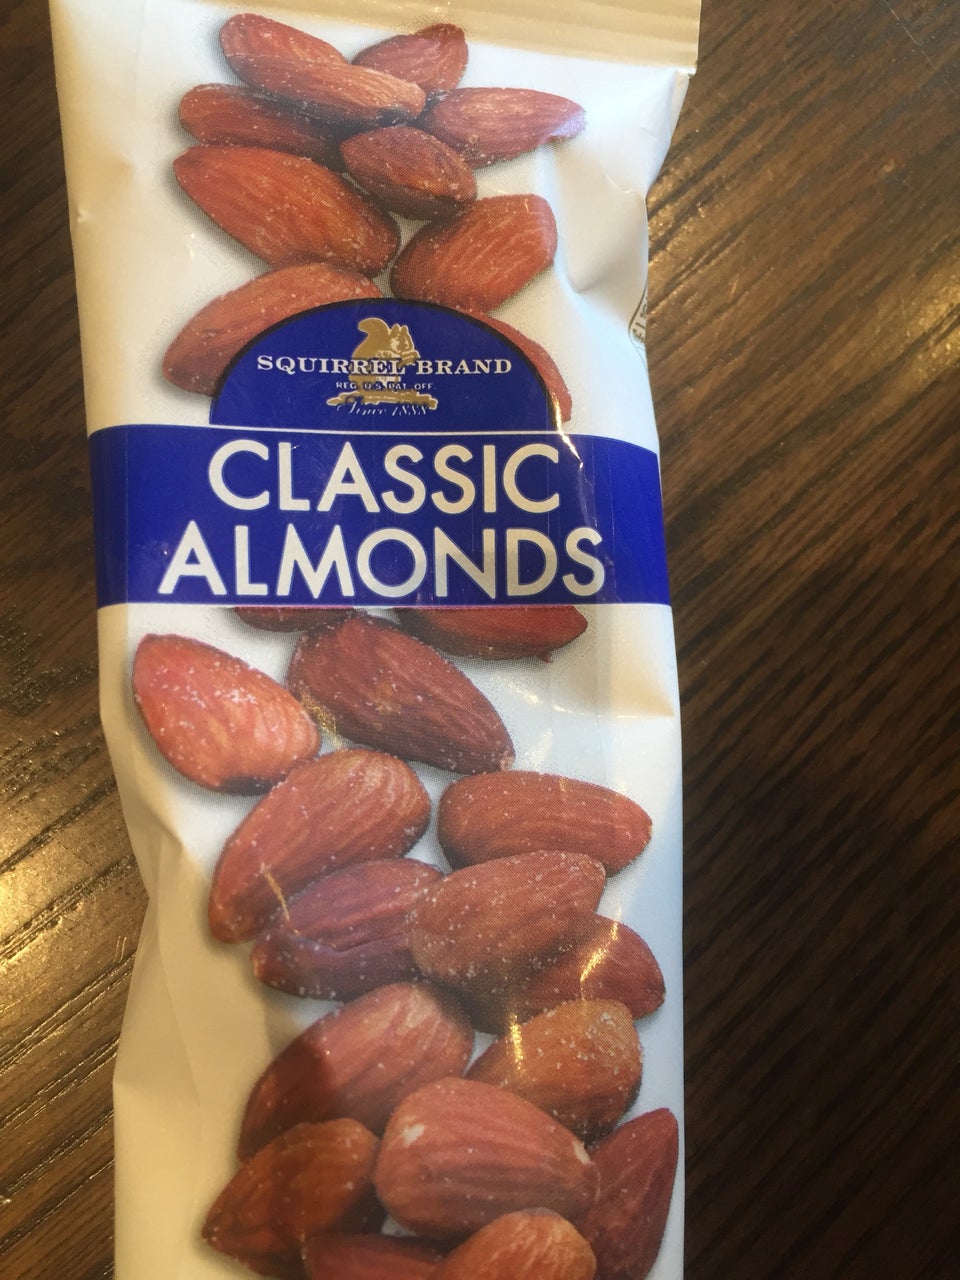 SQUIRREL BRAND
REG. U.S. PAT. OFF.
Since 1888
CLASSIC
ALMONDS